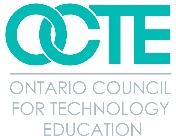 OCTE
ONTARIO COUNCIL
FOR TECHNOLOGY
EDUCATION